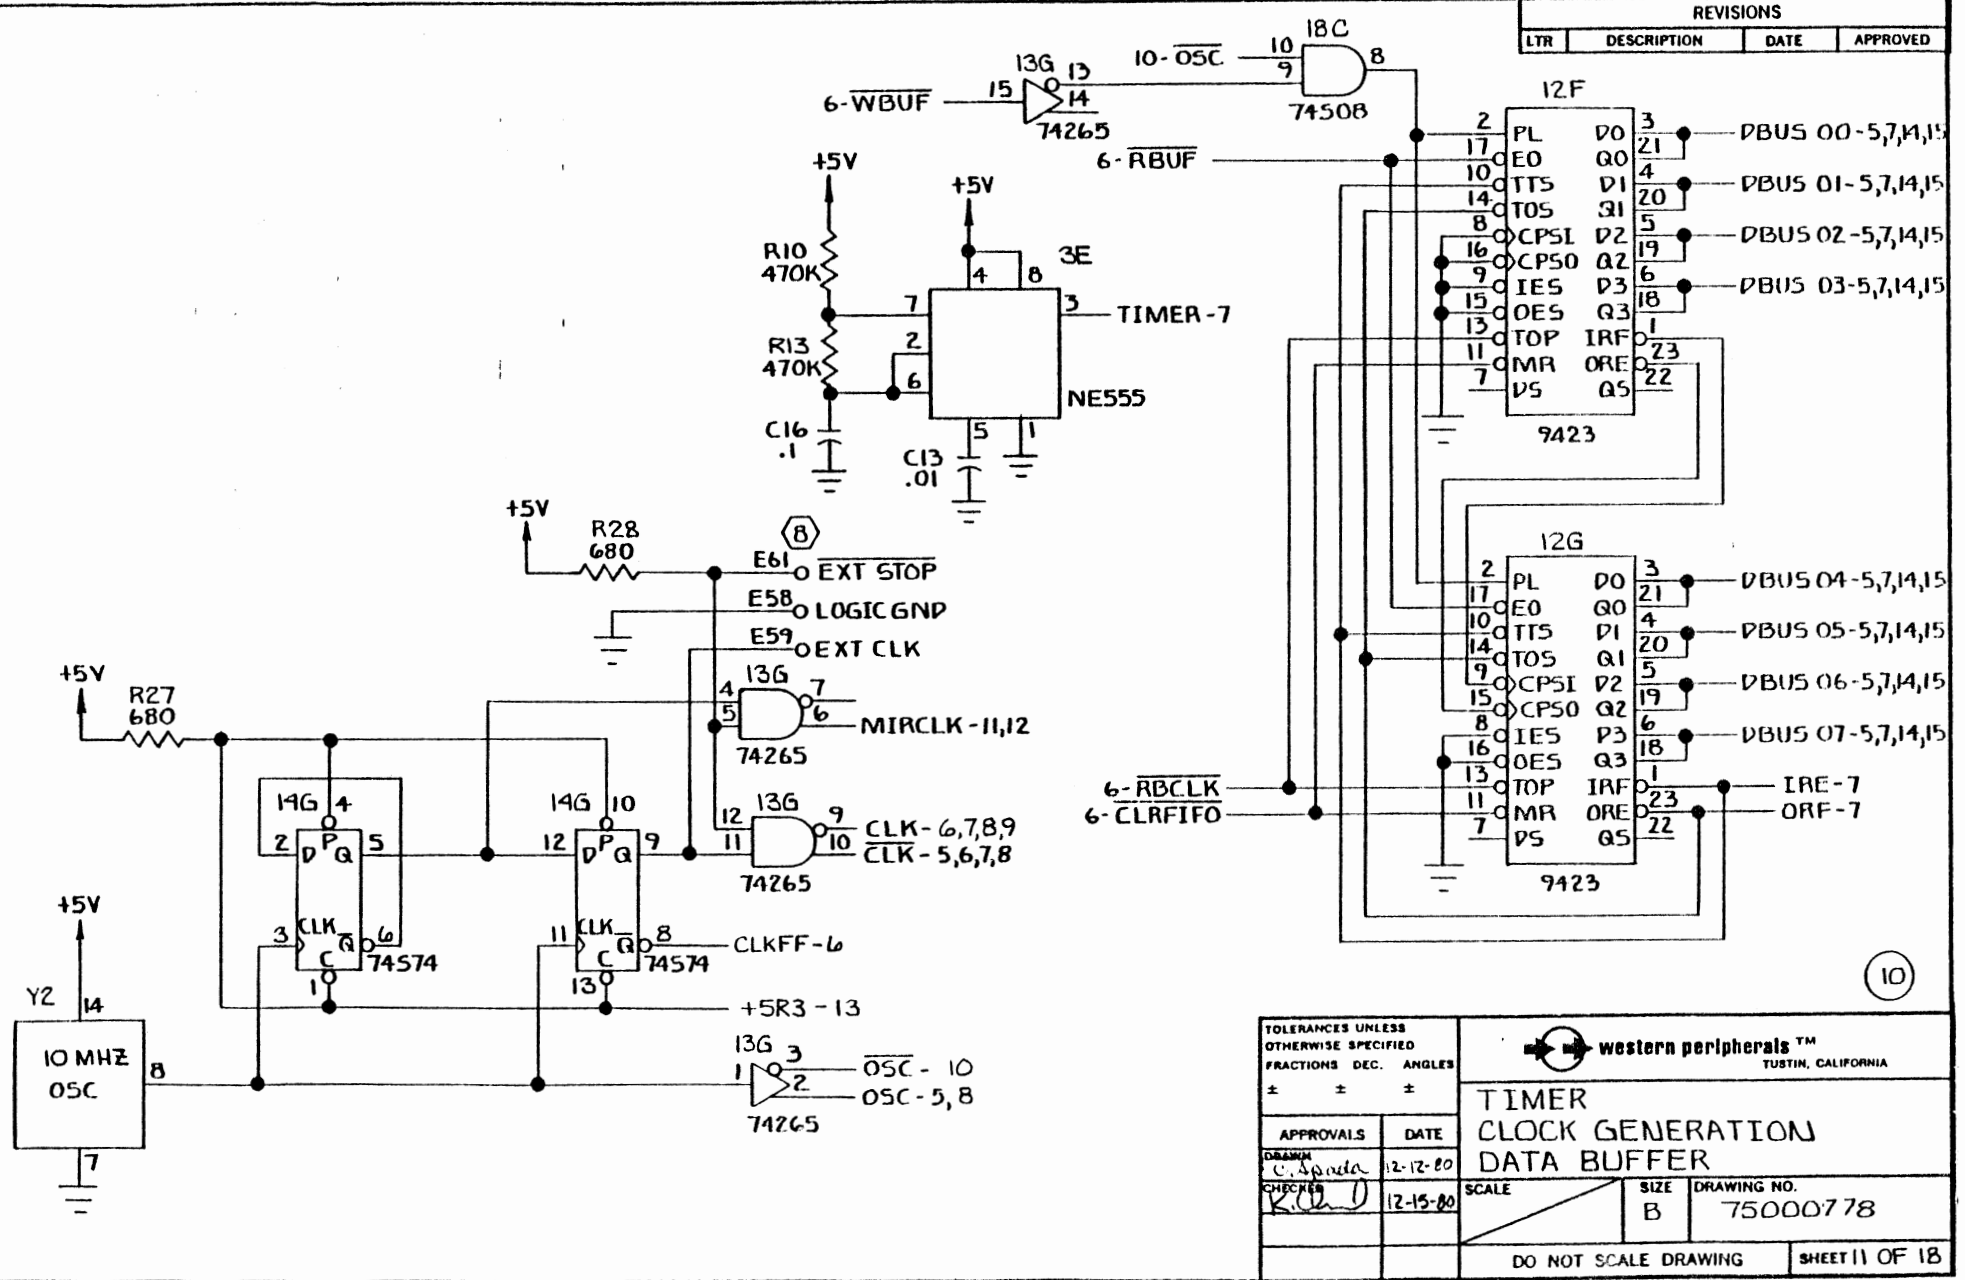 REVISIONS
LTR DESCRIPTION DATE APPROVED
18C
10-OSC 10
9 8
74S08
13G
6-WBUF 15 13
14
74265
6-RBUF
12F
2 PL D0 3 DBUS 00-5,7,14,15
17 EO Q0 21
10 TTS D1 4 DBUS 01-5,7,14,15
14 TOS Q1 20
8 CPSI D2 5 DBUS 02-5,7,14,15
16 CPSO Q2 19
9 IES D3 6 DBUS 03-5,7,14,15
15 OES Q3 18
13 TOP IRF 1
11 MR ORE 23
7 DS QS 22
9423
+5V
R10
470K
R13
470K
C16
.1
+5V
3E
4 8
7
2
6
3 TIMER-7
NE555
5 1
C13
.01
+5V
R28
680
8
E61 EXT STOP
E58 LOGIC GND
E59 EXT CLK
13G
4
5
7
6 MIRCLK-11,12
74265
13G
12
11
9 CLK-6,7,8,9
10 CLK-5,6,7,8
74265
+5V
R27
680
14G 4
2 D P Q 5
3 CLK Q 6
C
1
74S74
14G 10
12 D P Q 9
11 CLK Q 8 CLKFF-6
C
13
74S74
+5R3-13
+5V
Y2
14
10 MHZ
OSC
8
7
13G
1 3 OSC-10
2 OSC-5,8
74265
12G
2 PL D0 3 DBUS 04-5,7,14,15
17 EO Q0 21
10 TTS D1 4 DBUS 05-5,7,14,15
14 TOS Q1 20
9 CPSI D2 5 DBUS 06-5,7,14,15
15 CPSO Q2 19
8 IES D3 6 DBUS 07-5,7,14,15
16 OES Q3 18
6-RBCLK 13 TOP IRF 1 IRE-7
6-CLRFIFO 11 MR ORE 23 ORF-7
7 DS QS 22
9423
10
TOLERANCES UNLESS
OTHERWISE SPECIFIED
FRACTIONS DEC. ANGLES
± ± ±
APPROVALS DATE
DRAWN
C. Spada 12-12-80
CHECKED
12-15-80
western peripherals ™
TUSTIN, CALIFORNIA
TIMER
CLOCK GENERATION
DATA BUFFER
SCALE SIZE DRAWING NO.
B 75000778
DO NOT SCALE DRAWING SHEET 11 OF 18